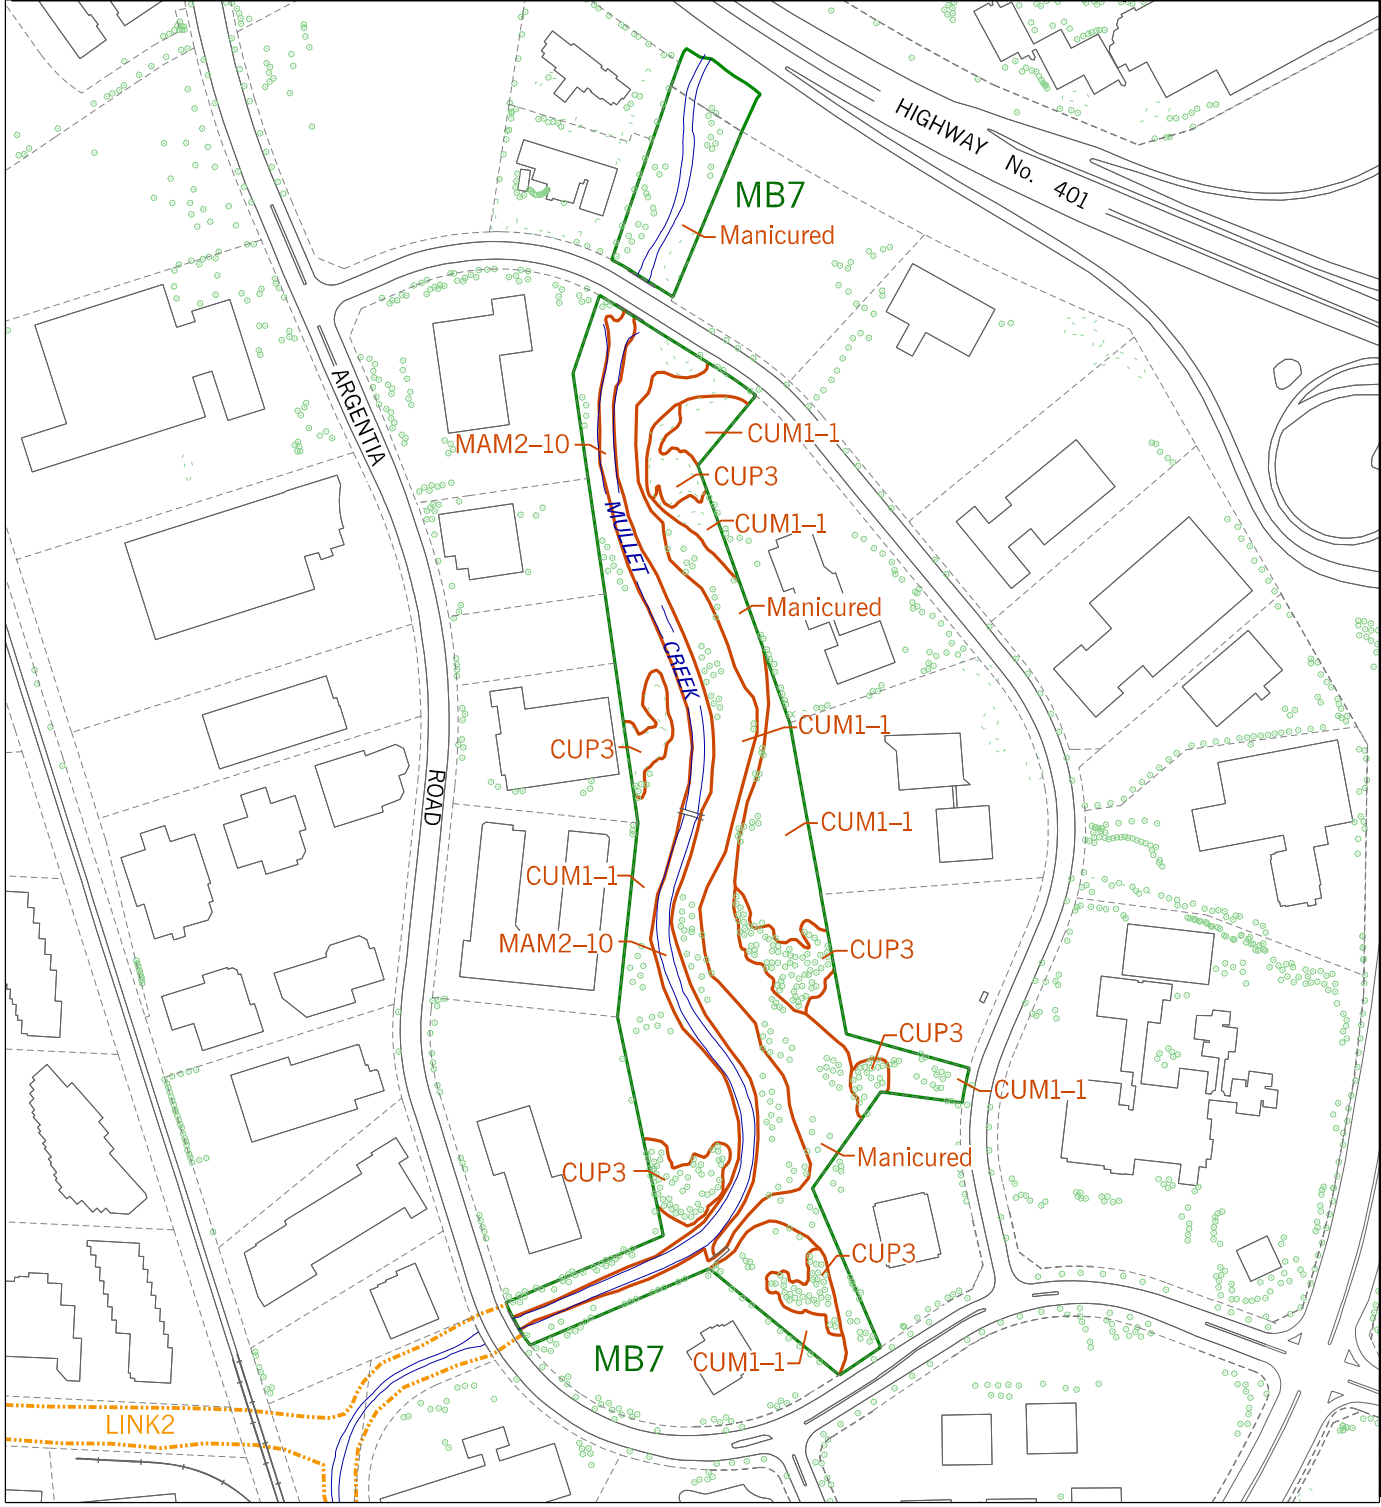 HIGHWAY No. 401
MB7
Manicured
ARGENTIA
MAM2–10
CUM1–1
CUP3
MULLET
CUM1–1
Manicured
CREEK
CUM1–1
CUP3
ROAD
CUM1–1
CUM1–1
MAM2–10
CUP3
CUP3
CUM1–1
Manicured
CUP3
CUP3
MB7
CUM1–1
LINK2